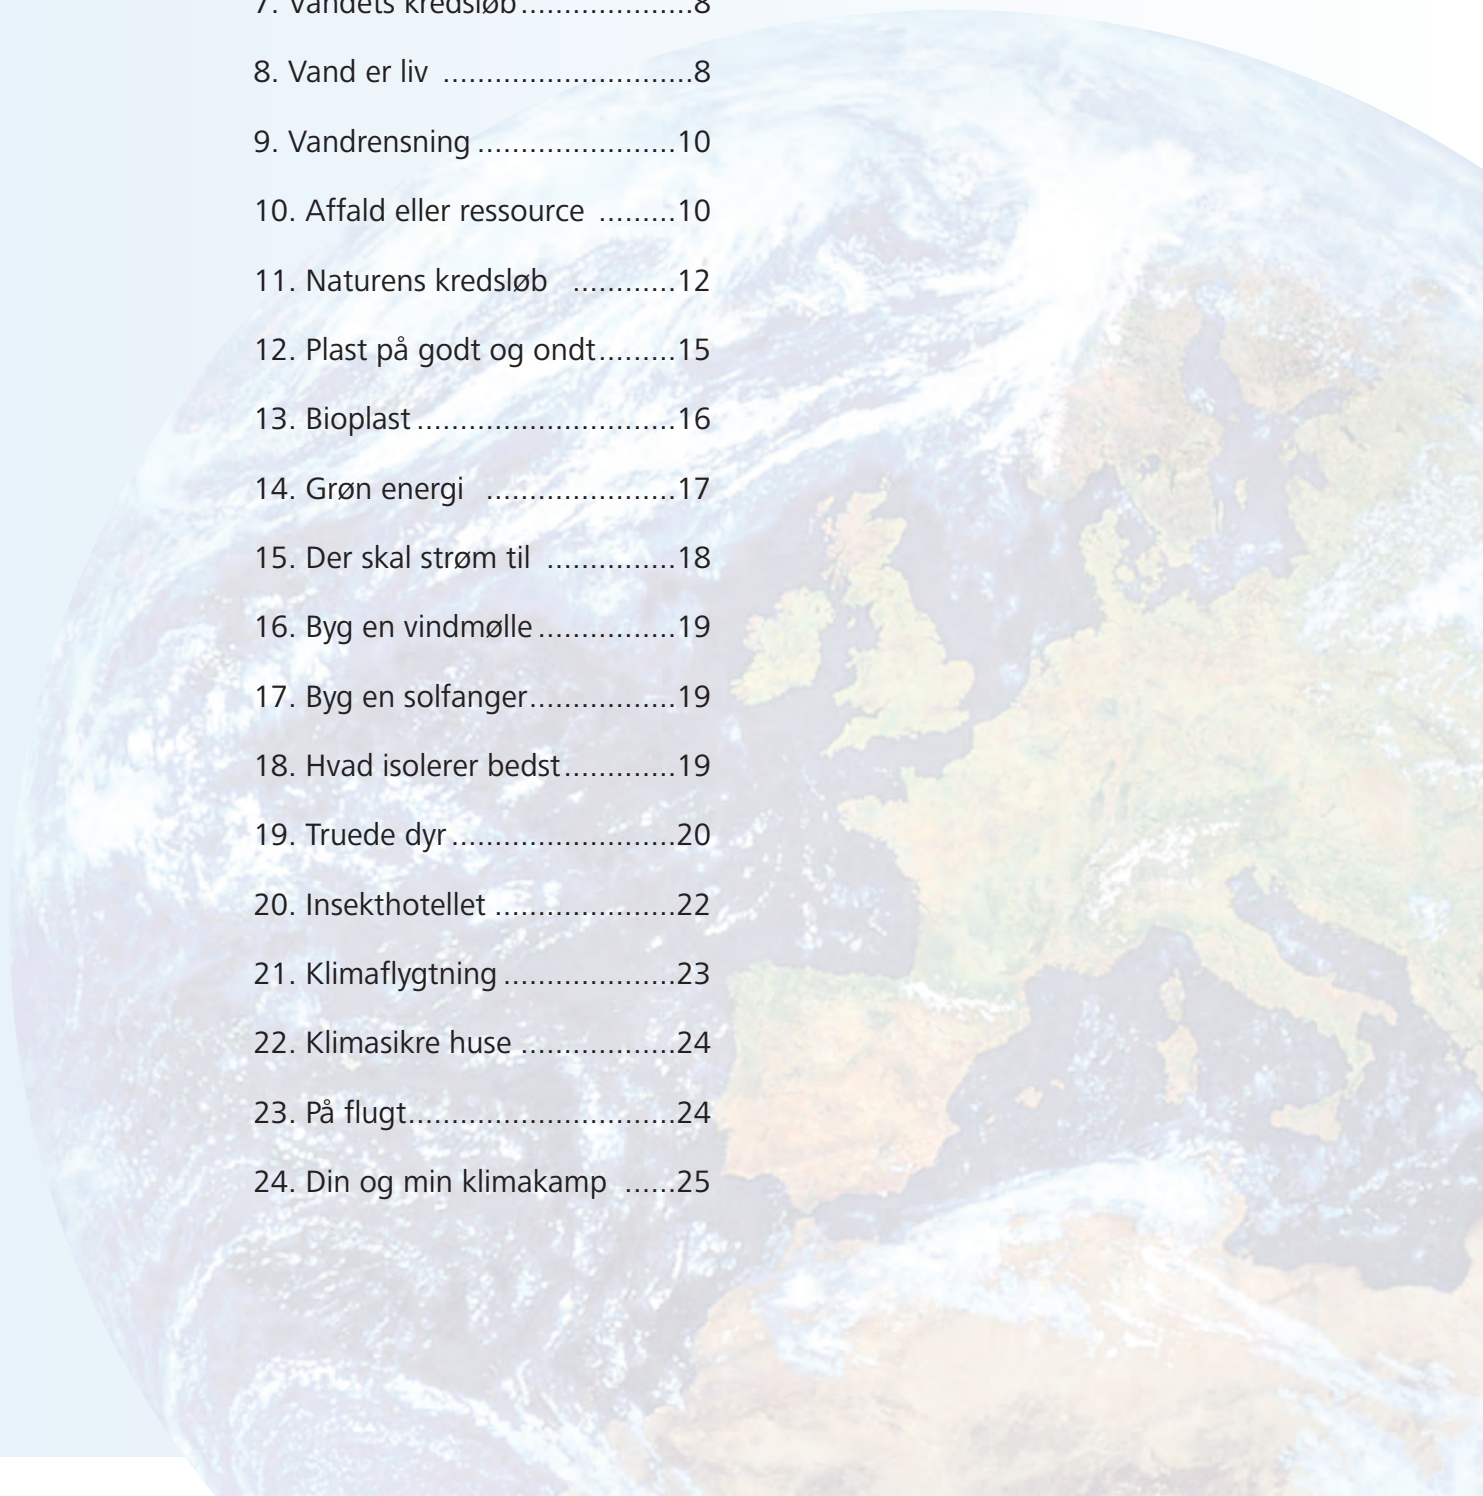 7. Vandets kredsløb....................8
8. Vand er liv .............................8
9. Vandrensning .......................10
10. Affald eller ressource .........10
11. Naturens kredsløb ............12
12. Plast på godt og ondt.........15
13. Bioplast ..............................16
14. Grøn energi ......................17
15. Der skal strøm til ...............18
16. Byg en vindmølle ................19
17. Byg en solfanger.................19
18. Hvad isolerer bedst.............19
19. Truede dyr ..........................20
20. Insekthotellet .....................22
21. Klimaflygtning ....................23
22. Klimasikre huse ..................24
23. På flugt...............................24
24. Din og min klimakamp ......25